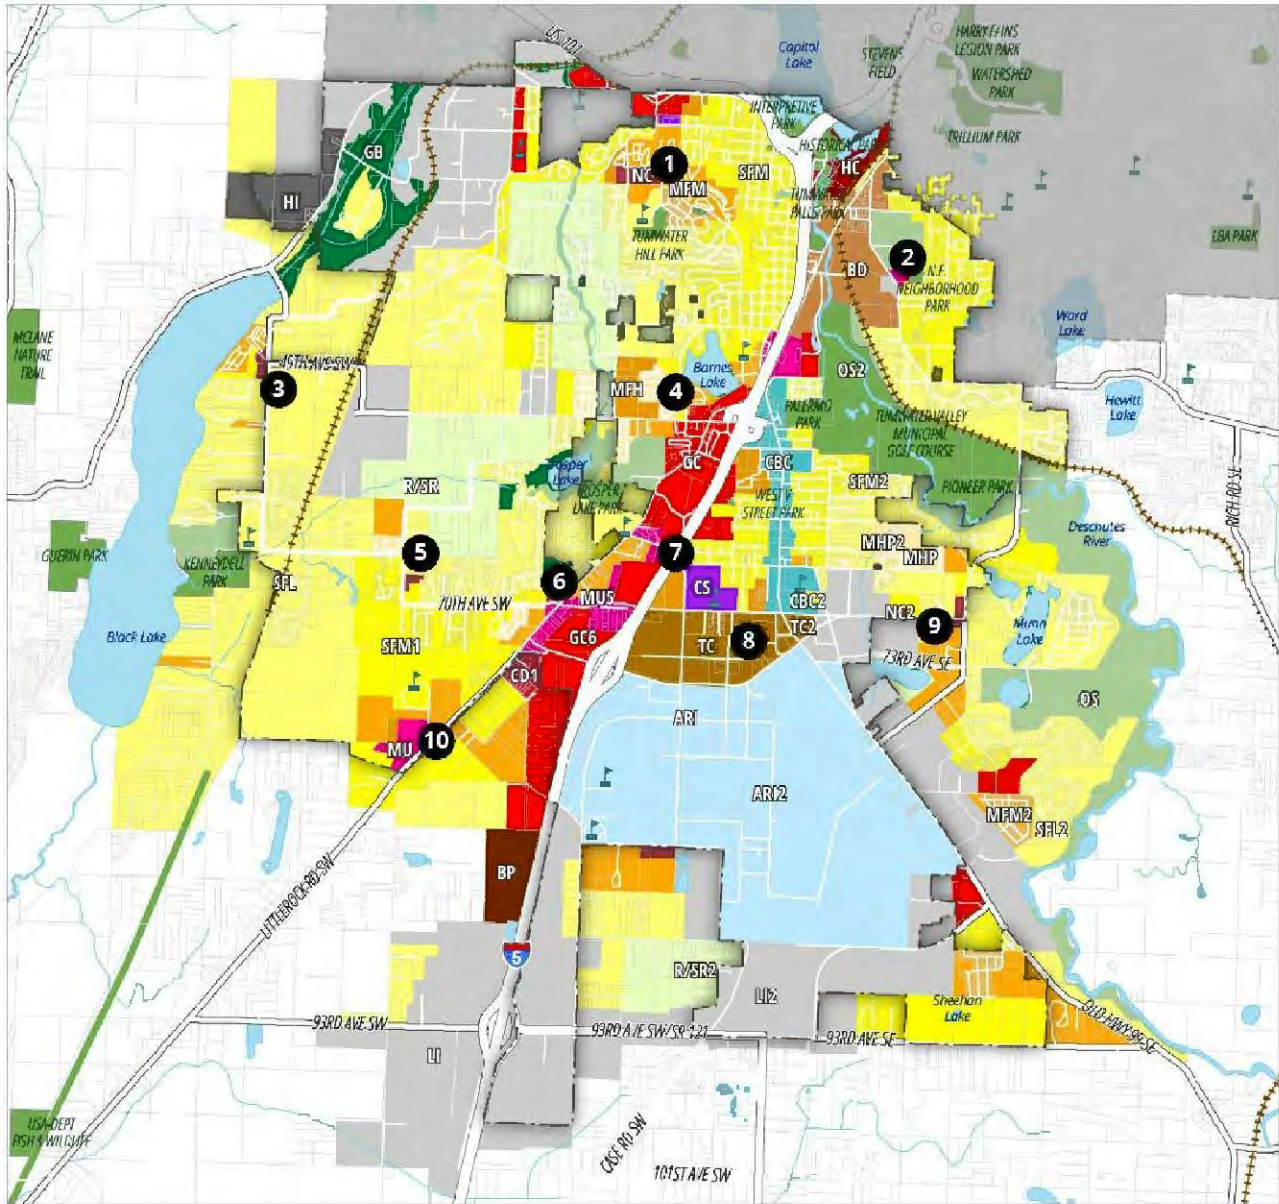 US 101
Capitol
Lake
STEVENS
FIELD
HARRY FAINS
LEGION PARK
WATERSHED
PARK
INTERPRETIVE
PARK
TRILLIUM PARK
GB
1
SFM
HISTORICAL PARK
HC
NC
MFM
HI
TUMWATER
FALLS PARK
LBA PARK
TUMWATER
HILL PARK
2
BD
N.E.
NEIGHBORHOOD
PARK
Ward
Lake
MCLANE
NATURE
TRAIL
49TH AVE SW
3
MFH
4
Barnes
Lake
OS2
PALERMO
PARK
TUMWATER VALLEY
MUNICIPAL
GOLF COURSE
Hewitt
Lake
GC
CBC
R/SR
SFM2
PIONEER PARK
WEST V
STREET PARK
RICH RD SE
Deschutes
River
GUERIN PARK
KENNEYDELL
PARK
5
7
MHP2
MHP
SFL
6
CS
MU5
CBC2
70TH AVE SW
NC2
9
Black Lake
SFM1
GC6
TC
8
TC2
Munn
Lake
73RD AVE SE
CD1
OS
ARI
MU
10
ARI2
MFM2
SFL2
BP
LITTLEROCK RD SW
5
R/SR2
LI2
Sheehan
Lake
OLD HWY 99 SE
93RD AVE SW
93RD AVE SW/SR 121
93RD AVE SE
LI
USA-DEPT
FISH & WILDLIFE
CASE RD SW
101ST AVE SW